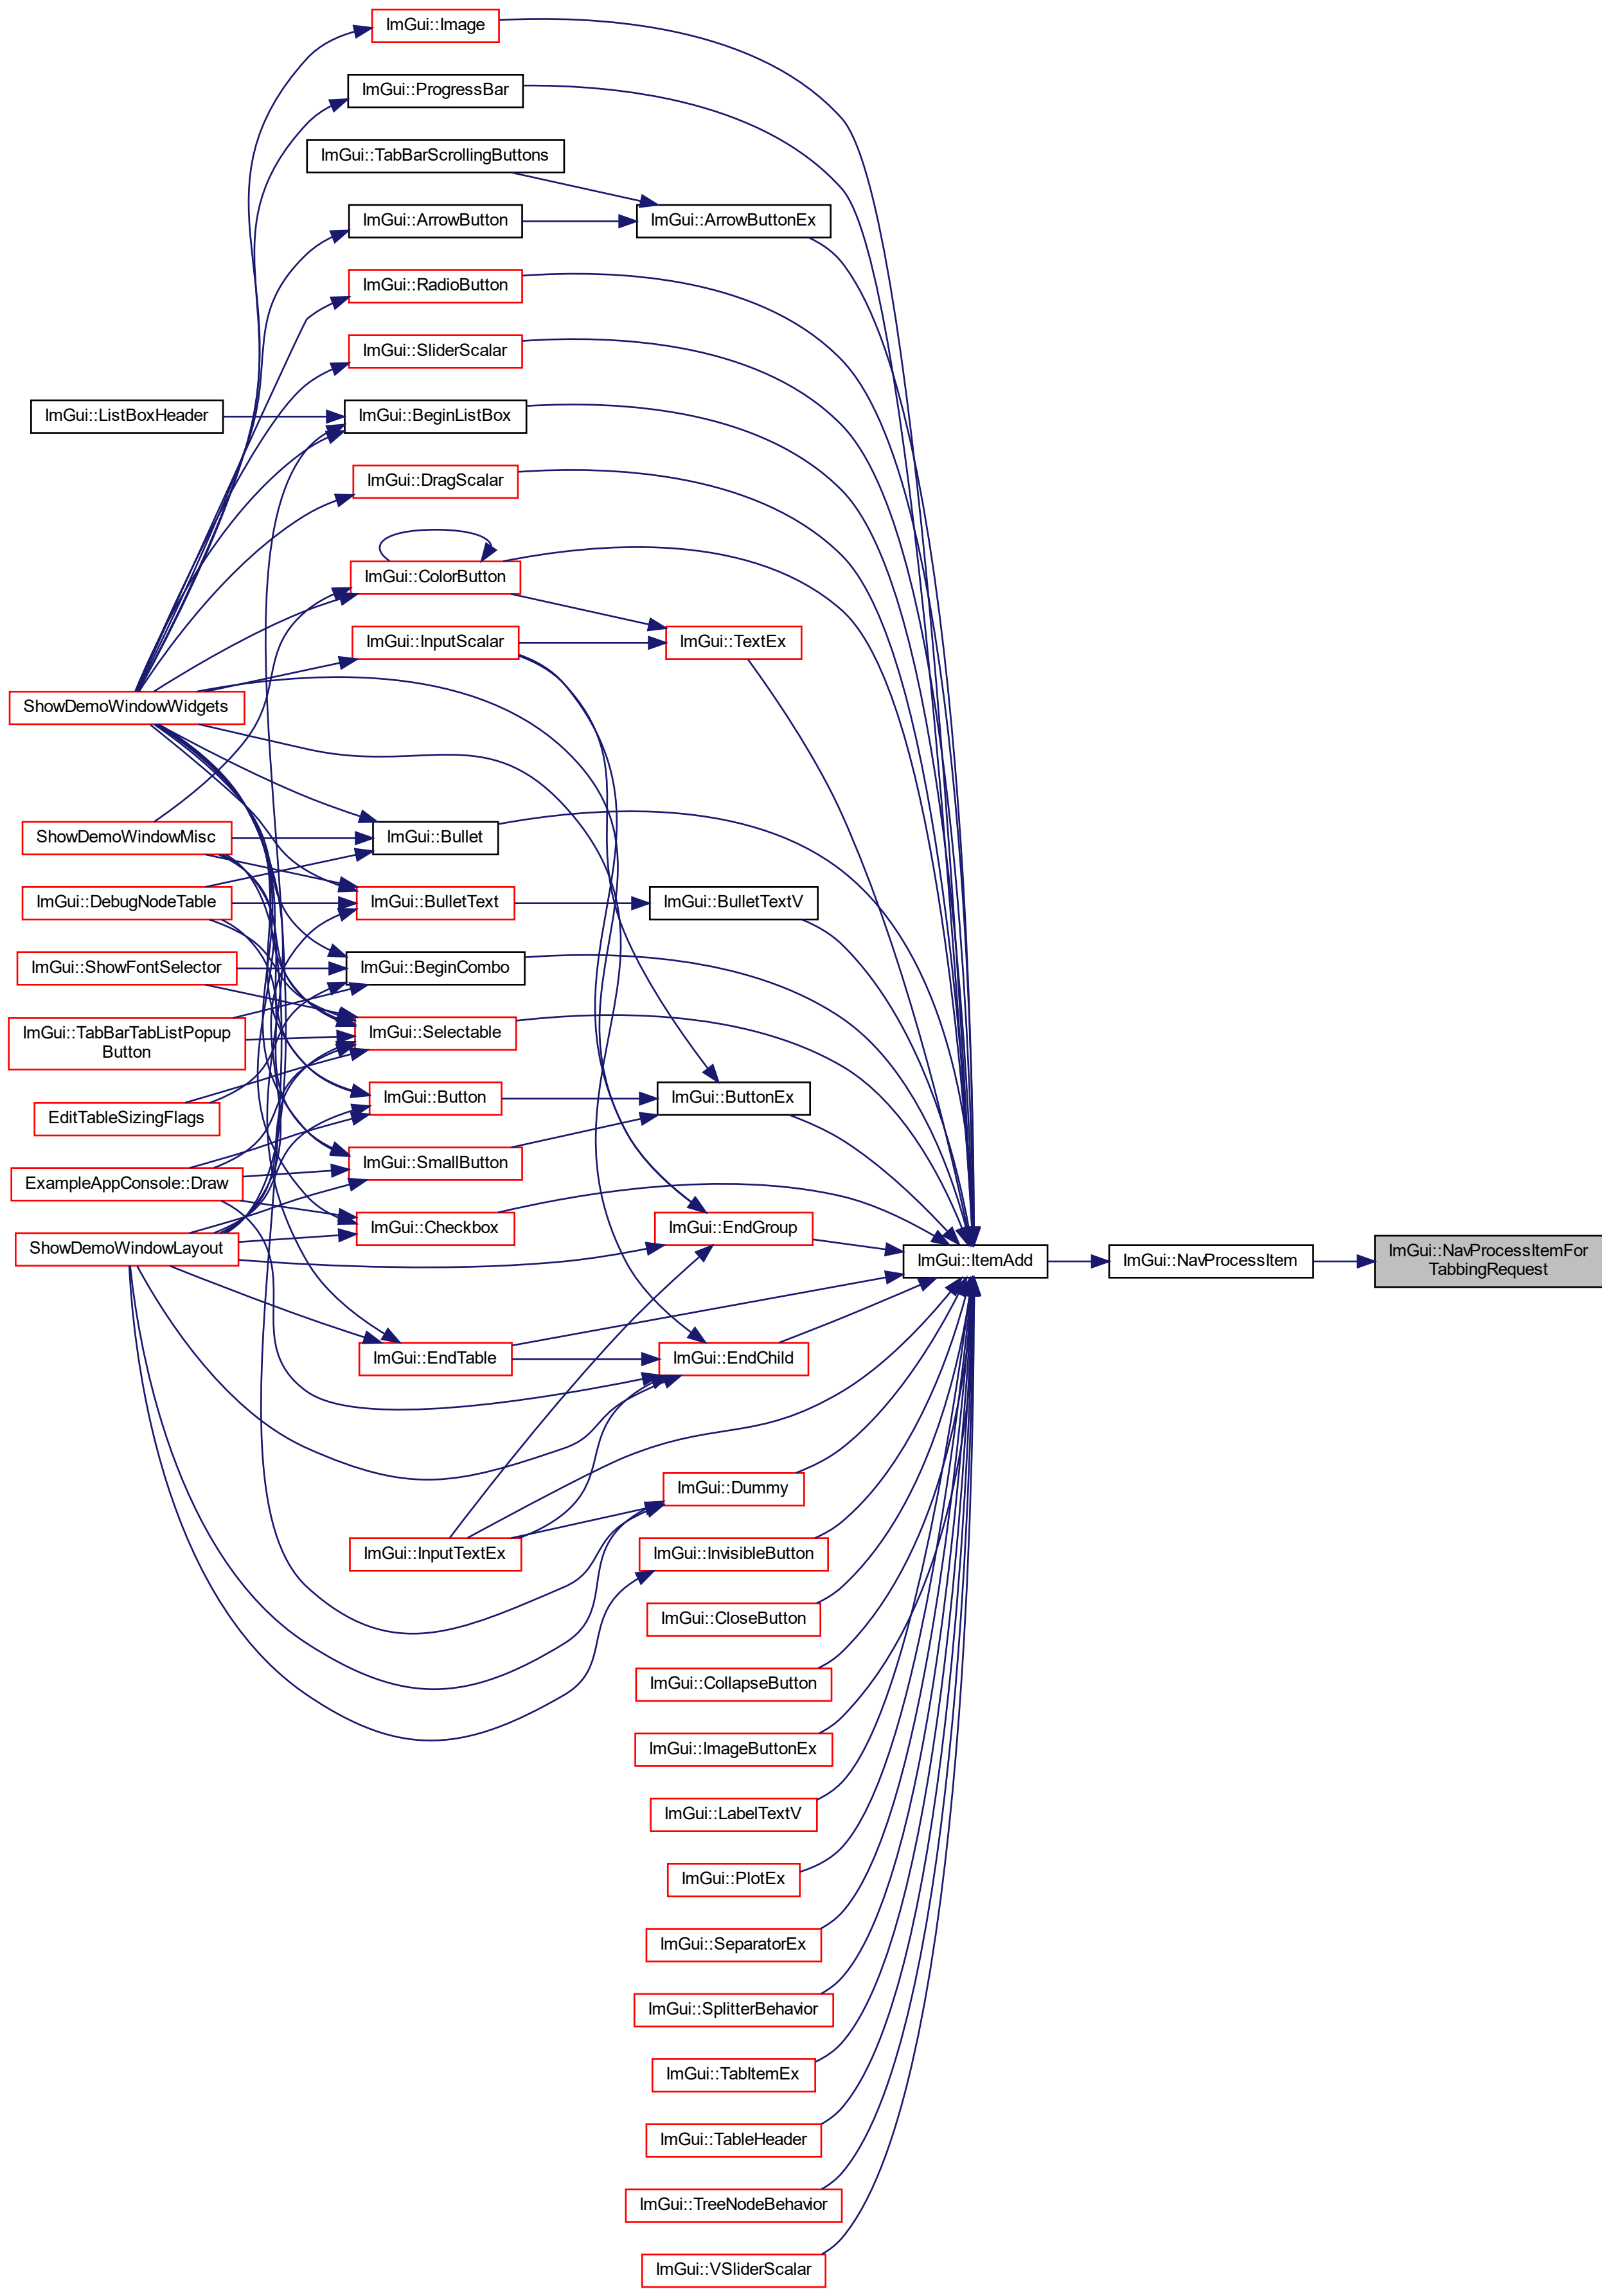 ImGui::Image
ImGui::ProgressBar
ImGui::TabBarScrollingButtons
ImGui::ArrowButton
ImGui::ArrowButtonEx
ImGui::RadioButton
ImGui::SliderScalar
ImGui::ListBoxHeader
ImGui::BeginListBox
ImGui::DragScalar
ImGui::ColorButton
ImGui::InputScalar
ImGui::TextEx
ShowDemoWindowWidgets
ShowDemoWindowMisc
ImGui::Bullet
ImGui::DebugNodeTable
ImGui::BulletText
ImGui::BulletTextV
ImGui::ShowFontSelector
ImGui::BeginCombo
ImGui::TabBarTabListPopup
Button
ImGui::Selectable
EditTableSizingFlags
ImGui::Button
ImGui::ButtonEx
ExampleAppConsole::Draw
ImGui::SmallButton
ShowDemoWindowLayout
ImGui::Checkbox
ImGui::EndGroup
ImGui::ItemAdd
ImGui::NavProcessItem
ImGui::NavProcessItemFor
TabbingRequest
ImGui::EndTable
ImGui::EndChild
ImGui::Dummy
ImGui::InputTextEx
ImGui::InvisibleButton
ImGui::CloseButton
ImGui::CollapseButton
ImGui::ImageButtonEx
ImGui::LabelTextV
ImGui::PlotEx
ImGui::SeparatorEx
ImGui::SplitterBehavior
ImGui::TabItemEx
ImGui::TableHeader
ImGui::TreeNodeBehavior
ImGui::VSliderScalar